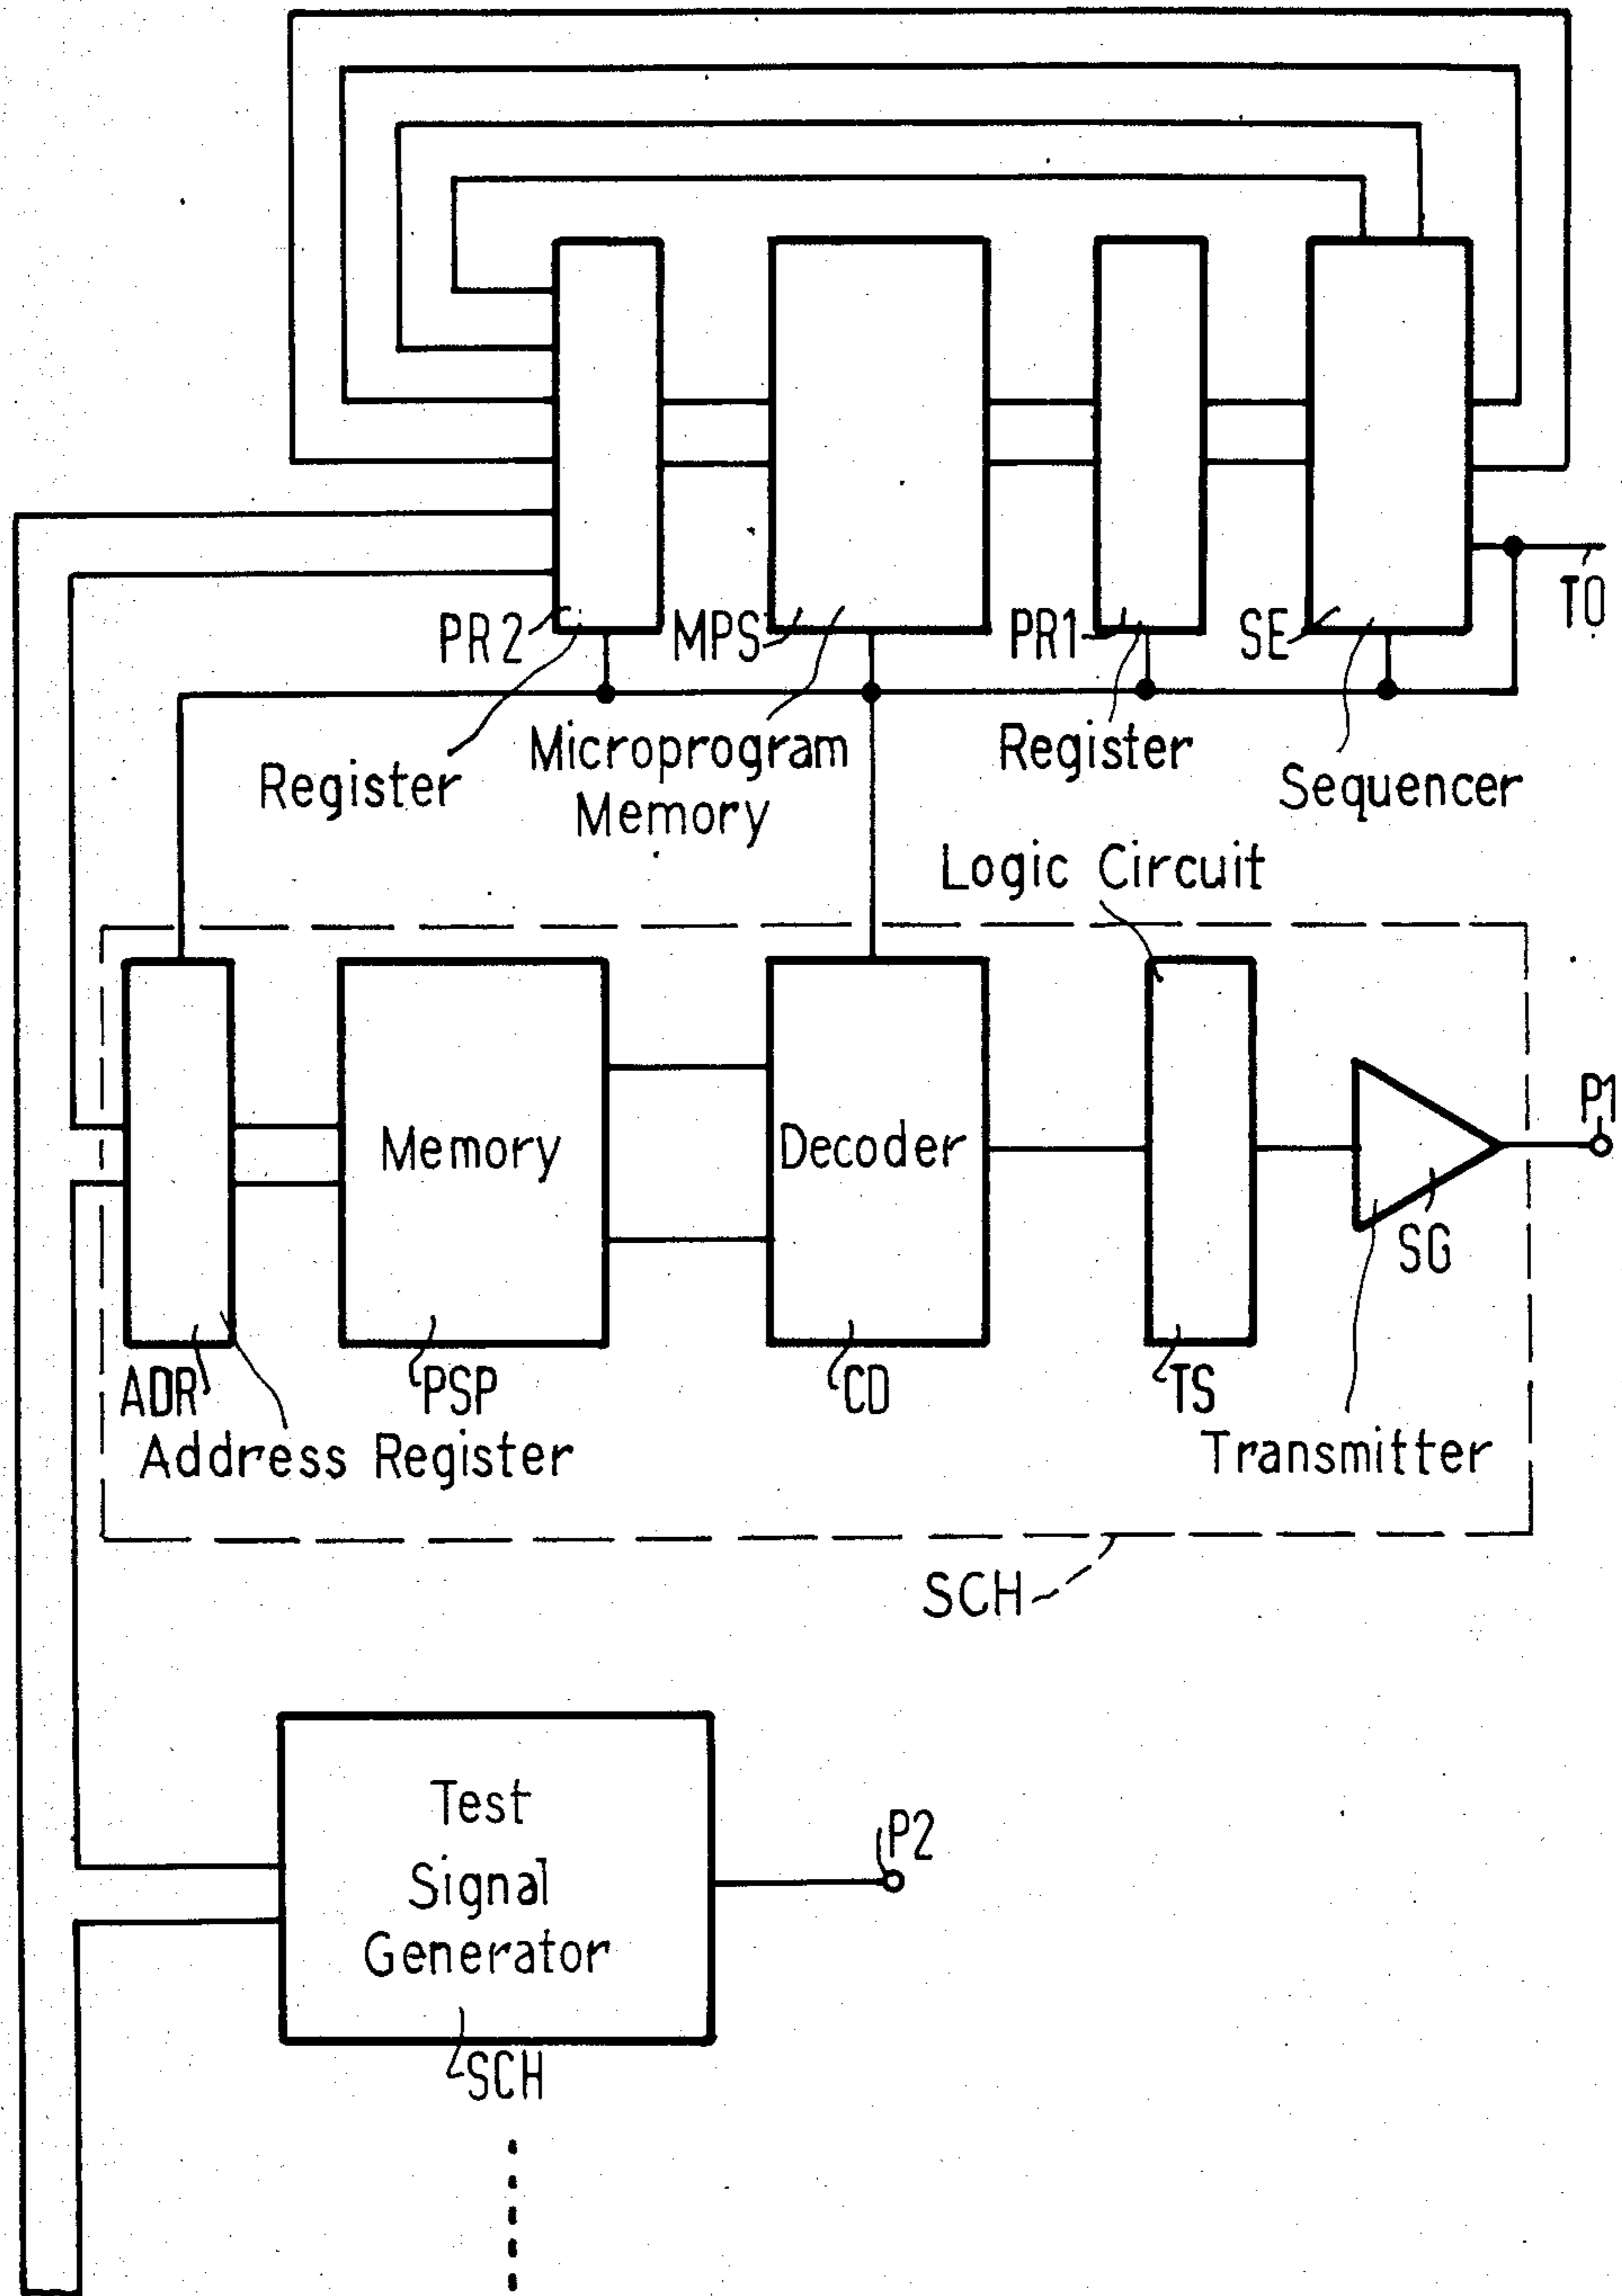 PR2
MPS
PR1
SE
TO
Register
Microprogram
Memory
Register
Sequencer
Logic Circuit
Memory
Decoder
P1
SG
ADR
PSP
CD
TS
Address Register
Transmitter
SCH
Test
Signal
Generator
P2
SCH